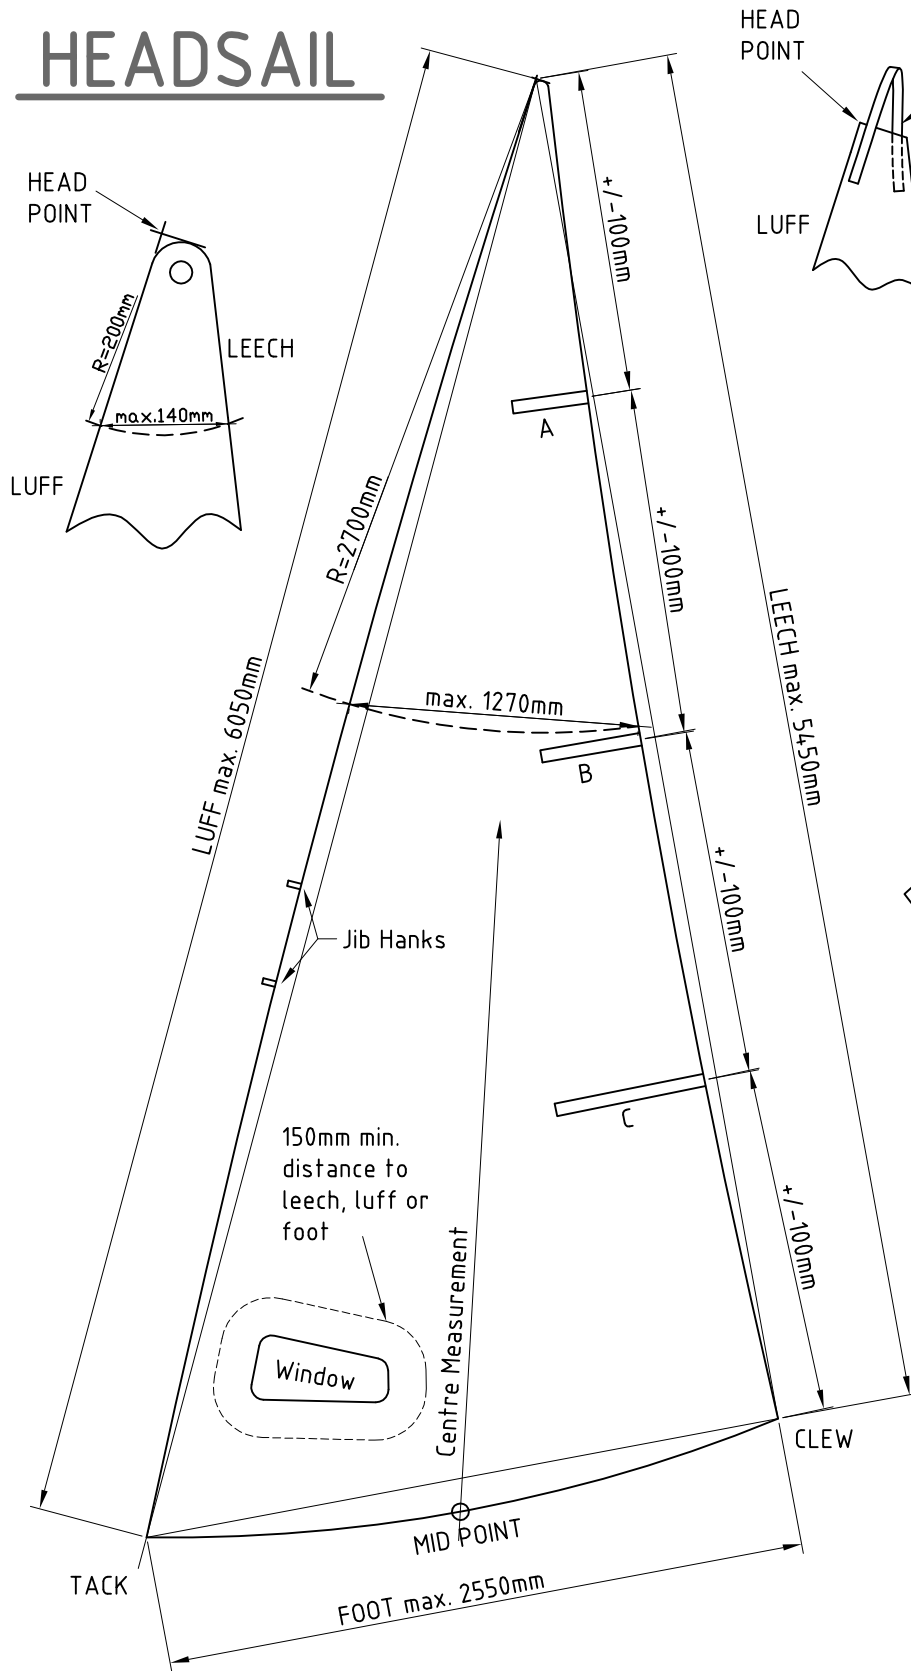 HEADSAIL
HEAD
POINT
LEECH
R=200mm
max.140mm
LUFF
HEAD
POINT
LUFF
+/-100mm
A
+/-100mm
R=2700mm
LEECH max. 5450mm
LUFF max. 6050mm
max. 1270mm
B
+/-100mm
Jib Hanks
C
150mm min.
distance to
leech, luff or
foot
+/-100mm
Centre Measurement
Window
CLEW
MID POINT
TACK
FOOT max. 2550mm